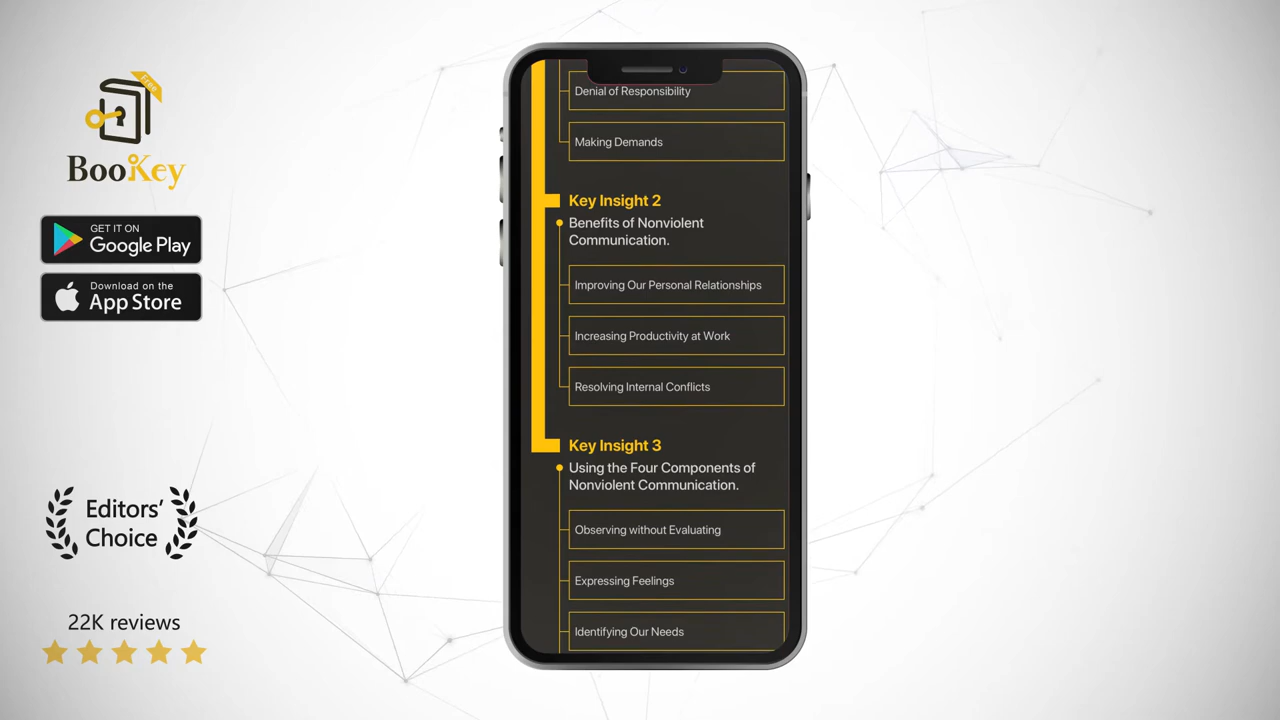 Free
BooKey
GET IT ON
Google Play
Download on the
App Store
Editors’
Choice
22K reviews
Denial of Responsibility
Making Demands
Key Insight 2
Benefits of Nonviolent
Communication.
Improving Our Personal Relationships
Increasing Productivity at Work
Resolving Internal Conflicts
Key Insight 3
Using the Four Components of
Nonviolent Communication.
Observing without Evaluating
Expressing Feelings
Identifying Our Needs